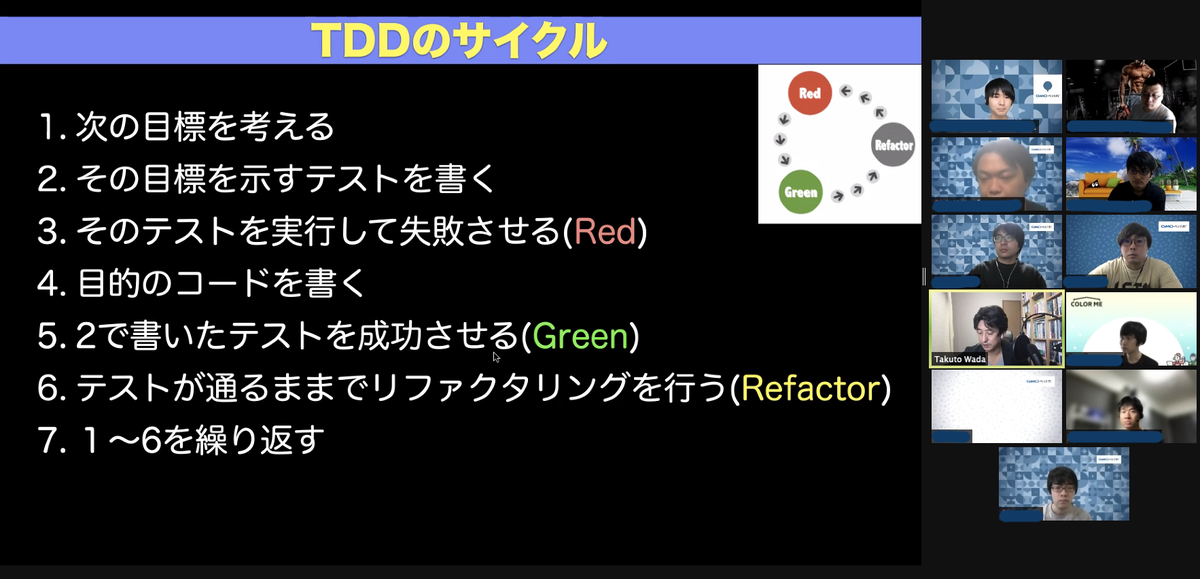 TDDのサイクル
1. 次の目標を考える
2. その目標を示すテストを書く
3. そのテストを実行して失敗させる(Red)
4. 目的のコードを書く
5. 2で書いたテストを成功させる(Green)
6. テストが通るままでリファクタリングを行う(Refactor)
7. １〜6を繰り返す
Red
Refactor
Green
Takuto Wada
COLOR ME